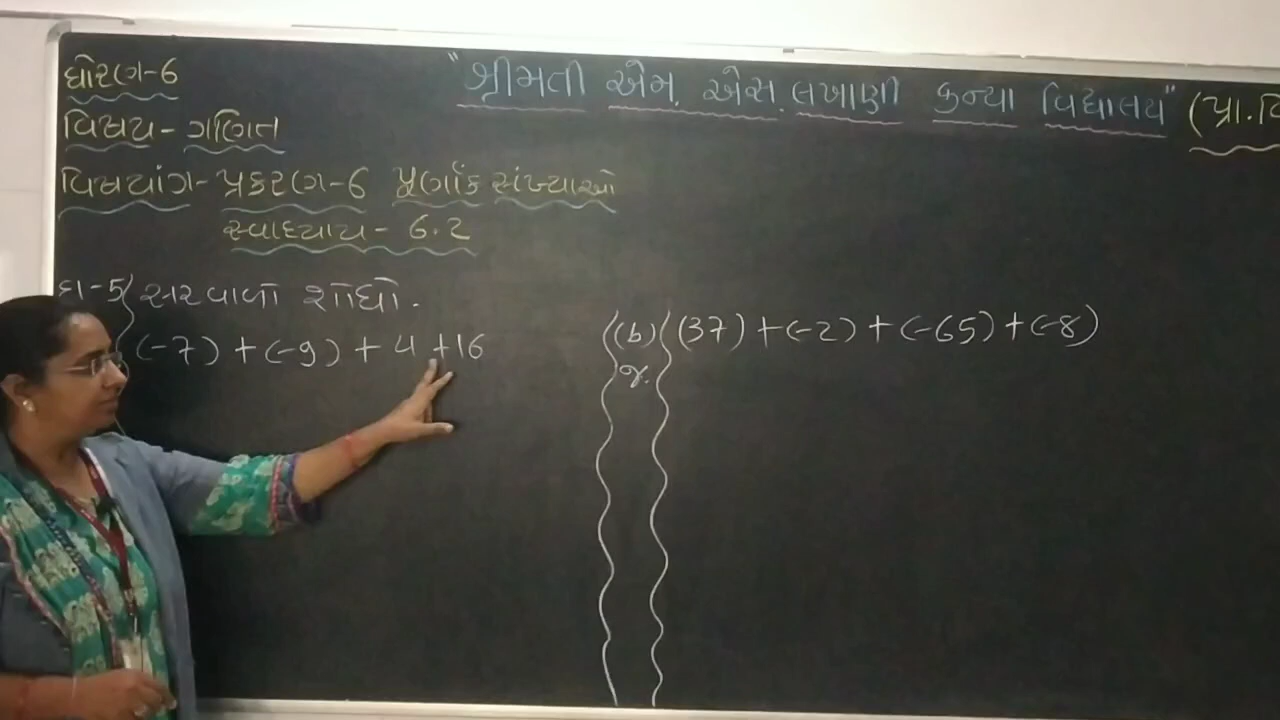 ધોરણ-6
"શ્રીમતી એમ. એસ. લખાણી કન્યા વિદ્યાલય" (પ્રા.વિ
વિષય - ગણિત
વિષયાંગ - પ્રકરણ-6 પૂર્ણાંક સંખ્યાઓ
સ્વાધ્યાય - 6.2
દા-5 સરવાળા શોધો.
(-7) + (-9) + 4 +16
(b) (37) + (-2) + (-65) + (-8)
જ.